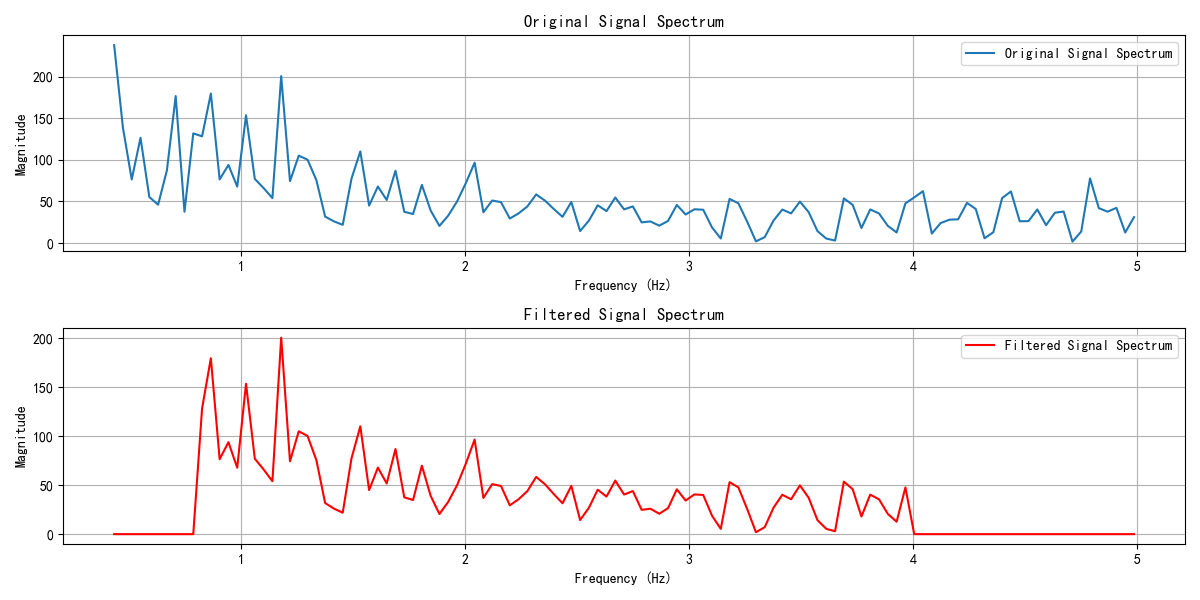 Original Signal Spectrum
Original Signal Spectrum
Magnitude
200
150
100
50
0
1 2 3 4 5
Frequency (Hz)
Filtered Signal Spectrum
Filtered Signal Spectrum
Magnitude
200
150
100
50
0
1 2 3 4 5
Frequency (Hz)